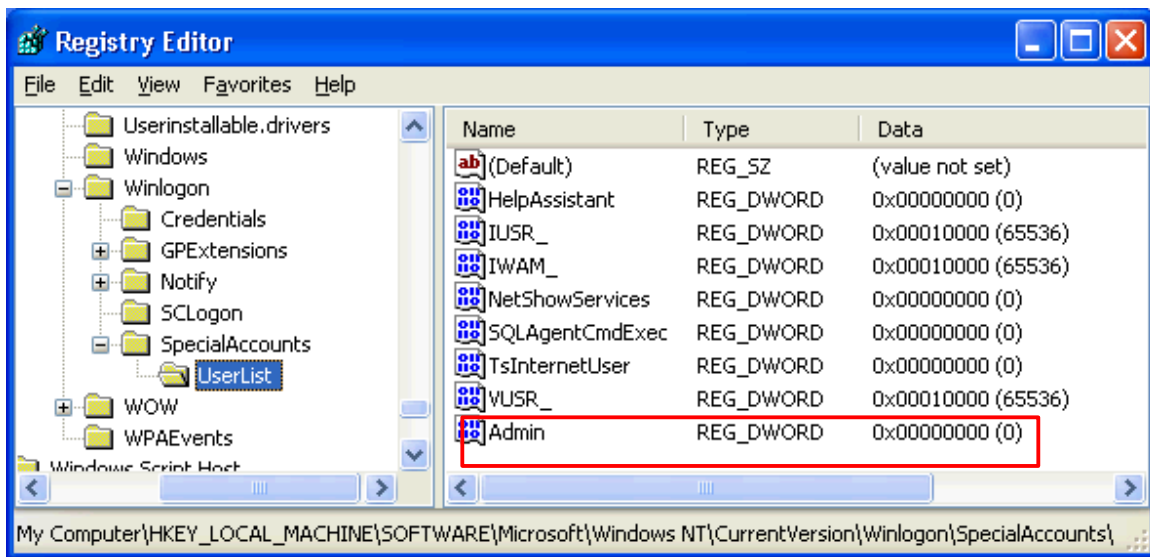 Registry Editor
File Edit View Favorites Help
Userinstallable.drivers
Windows
Winlogon
Credentials
GPExtensions
Notify
SCLogon
SpecialAccounts
UserList
WOW
WPAEvents
Windows Script Host
Name Type Data
(Default) REG_SZ (value not set)
HelpAssistant REG_DWORD 0x00000000 (0)
IUSR_ REG_DWORD 0x00010000 (65536)
IWAM_ REG_DWORD 0x00010000 (65536)
NetShowServices REG_DWORD 0x00000000 (0)
SQLAgentCmdExec REG_DWORD 0x00000000 (0)
TsInternetUser REG_DWORD 0x00000000 (0)
VUSR_ REG_DWORD 0x00010000 (65536)
Admin REG_DWORD 0x00000000 (0)
My Computer\HKEY_LOCAL_MACHINE\SOFTWARE\Microsoft\Windows NT\CurrentVersion\Winlogon\SpecialAccounts\